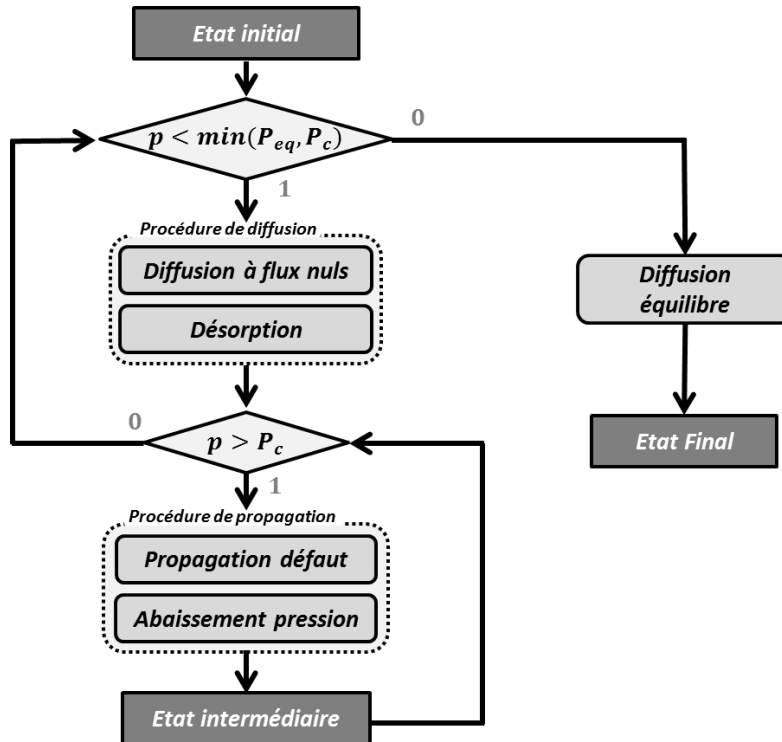 Etat initial
p < min(P_eq, P_c)
0
1
Procédure de diffusion
Diffusion à flux nuls
Désorption
Diffusion
équilibre
0
p > P_c
Etat Final
1
Procédure de propagation
Propagation défaut
Abaissement pression
Etat intermédiaire